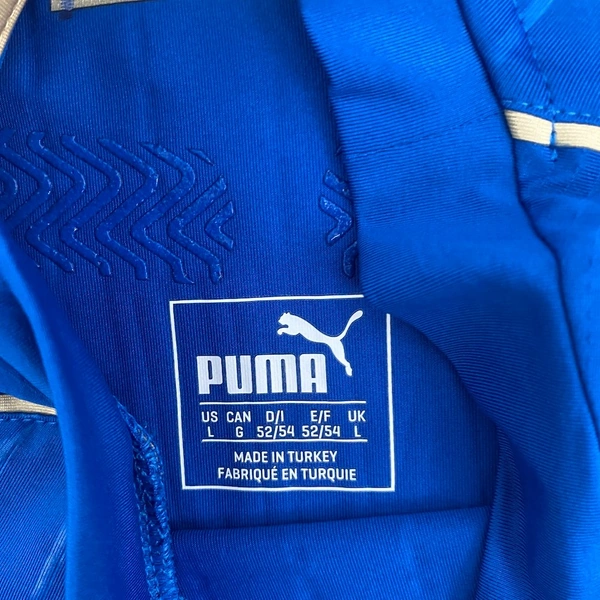 PUMA
US CAN D/I E/F UK
L G 52/54 52/54 L
MADE IN TURKEY
FABRIQUÉ EN TURQUIE